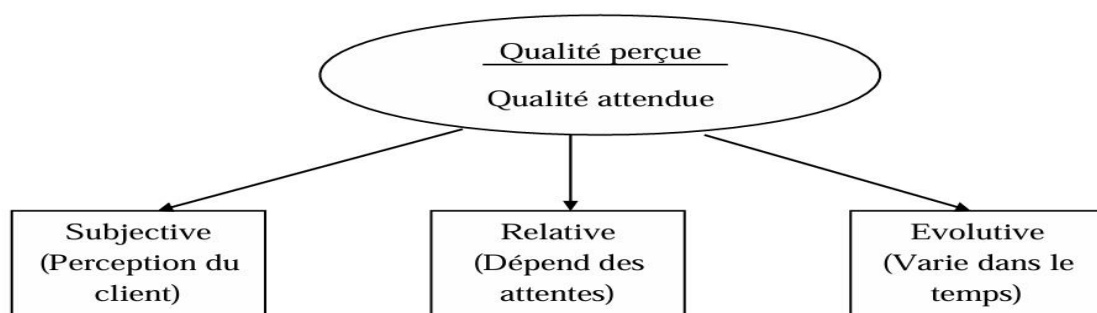 Qualité perçue
Qualité attendue
Subjective
(Perception du
client)
Relative
(Dépend des
attentes)
Evolutive
(Varie dans le
temps)